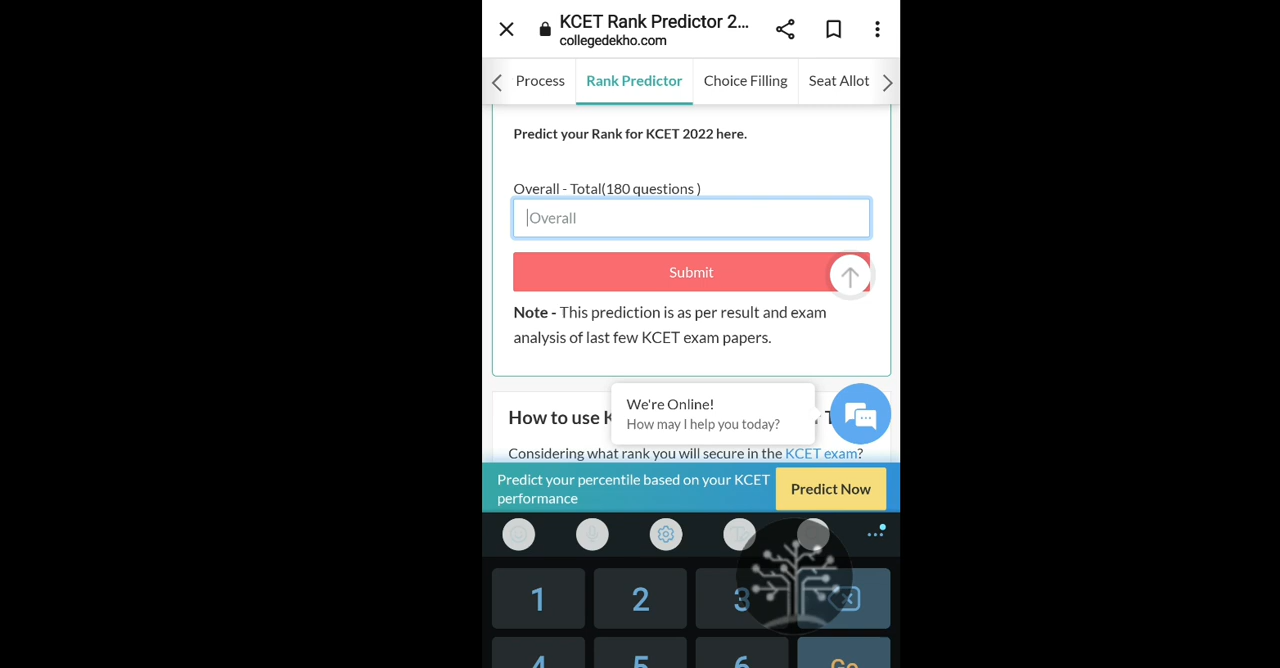 KCET Rank Predictor 2...
collegedekho.com
Process
Rank Predictor
Choice Filling
Seat Allot
Predict your Rank for KCET 2022 here.
Overall - Total(180 questions )
Overall
Submit
Note - This prediction is as per result and exam
analysis of last few KCET exam papers.
We're Online!
How may I help you today?
How to use
Considering what rank you will secure in the KCET exam?
Predict your percentile based on your KCET
performance
Predict Now
1
2
3
4
5
6
Go